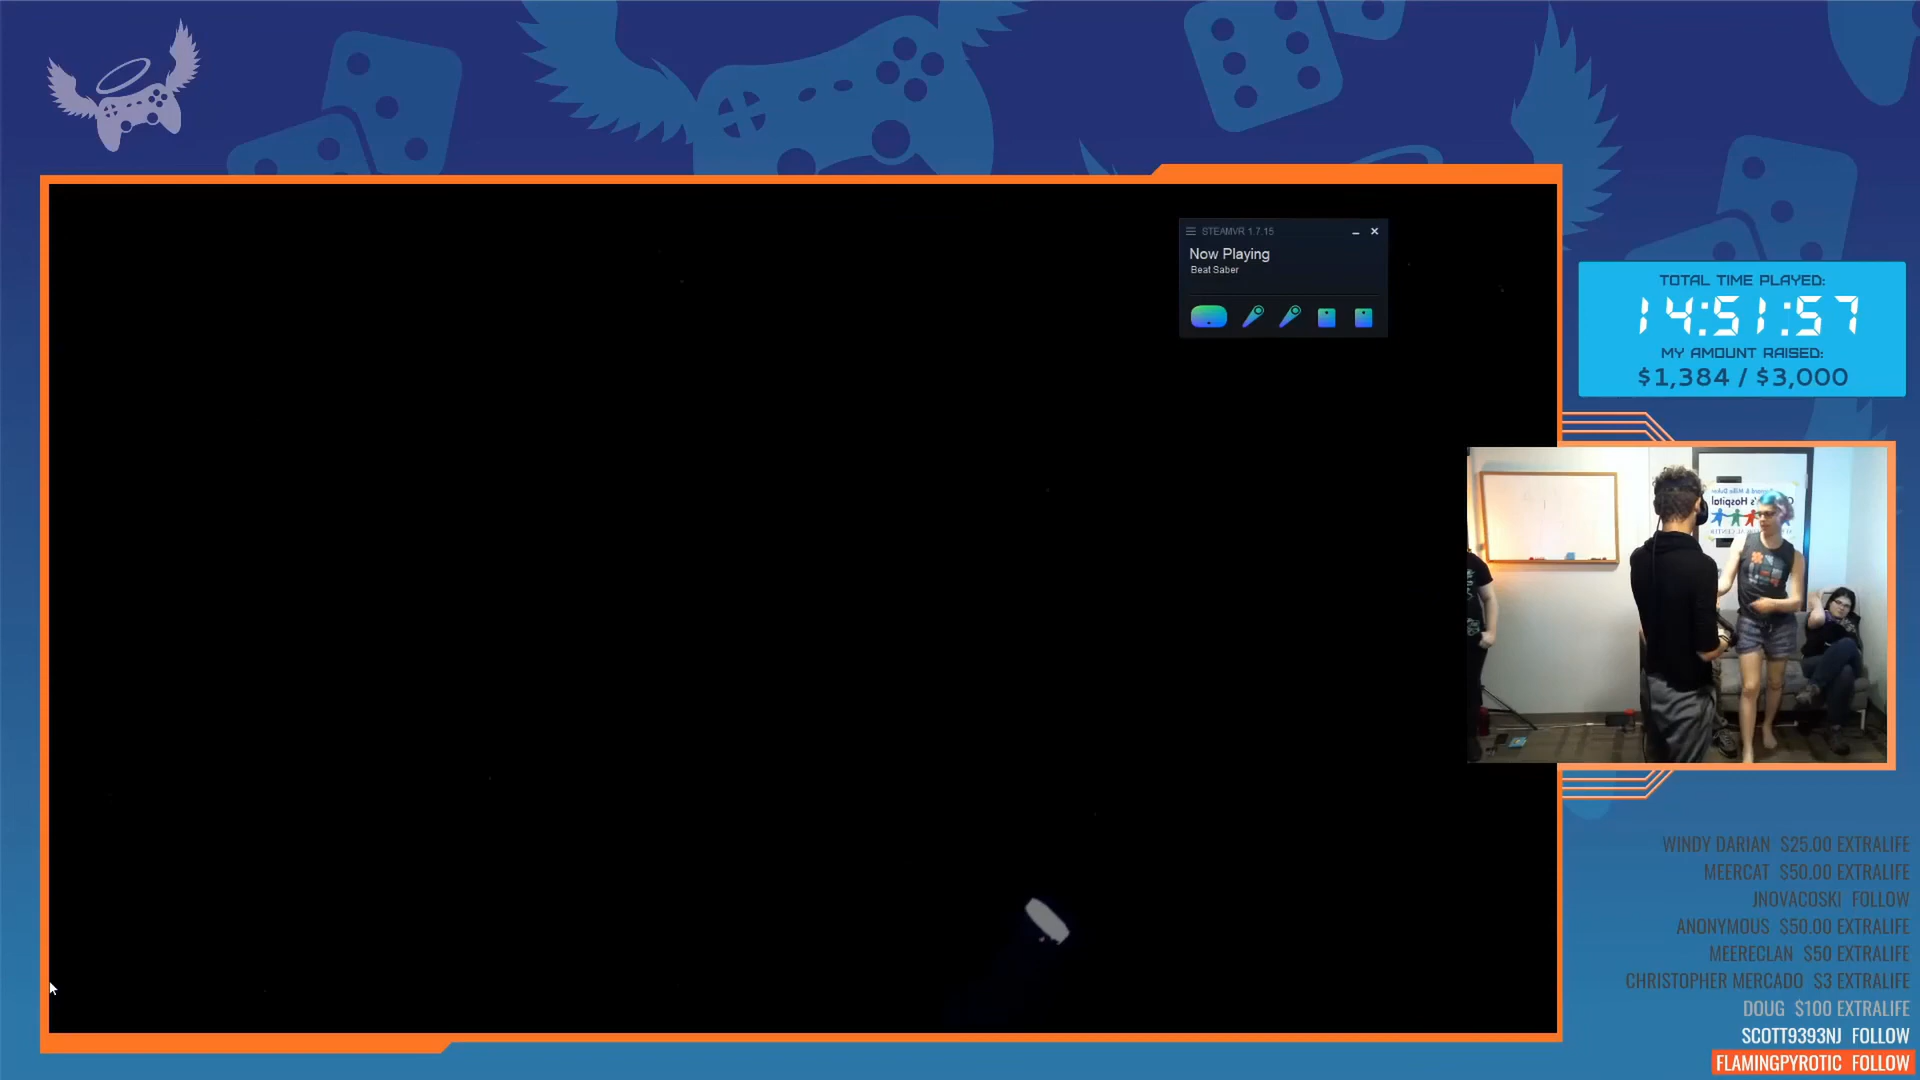 STEAMVR 1.7.15
Now Playing
Beat Saber
TOTAL TIME PLAYED:
14:51:57
MY AMOUNT RAISED:
$1,384 / $3,000
WINDY DARIAN $25.00 EXTRALIFE
MEERCAT $50.00 EXTRALIFE
JNOVACOSKI FOLLOW
ANONYMOUS $50.00 EXTRALIFE
MEERECLAN $50 EXTRALIFE
CHRISTOPHER MERCADO $3 EXTRALIFE
DOUG $100 EXTRALIFE
SCOTT9393NJ FOLLOW
FLAMINGPYROTIC FOLLOW